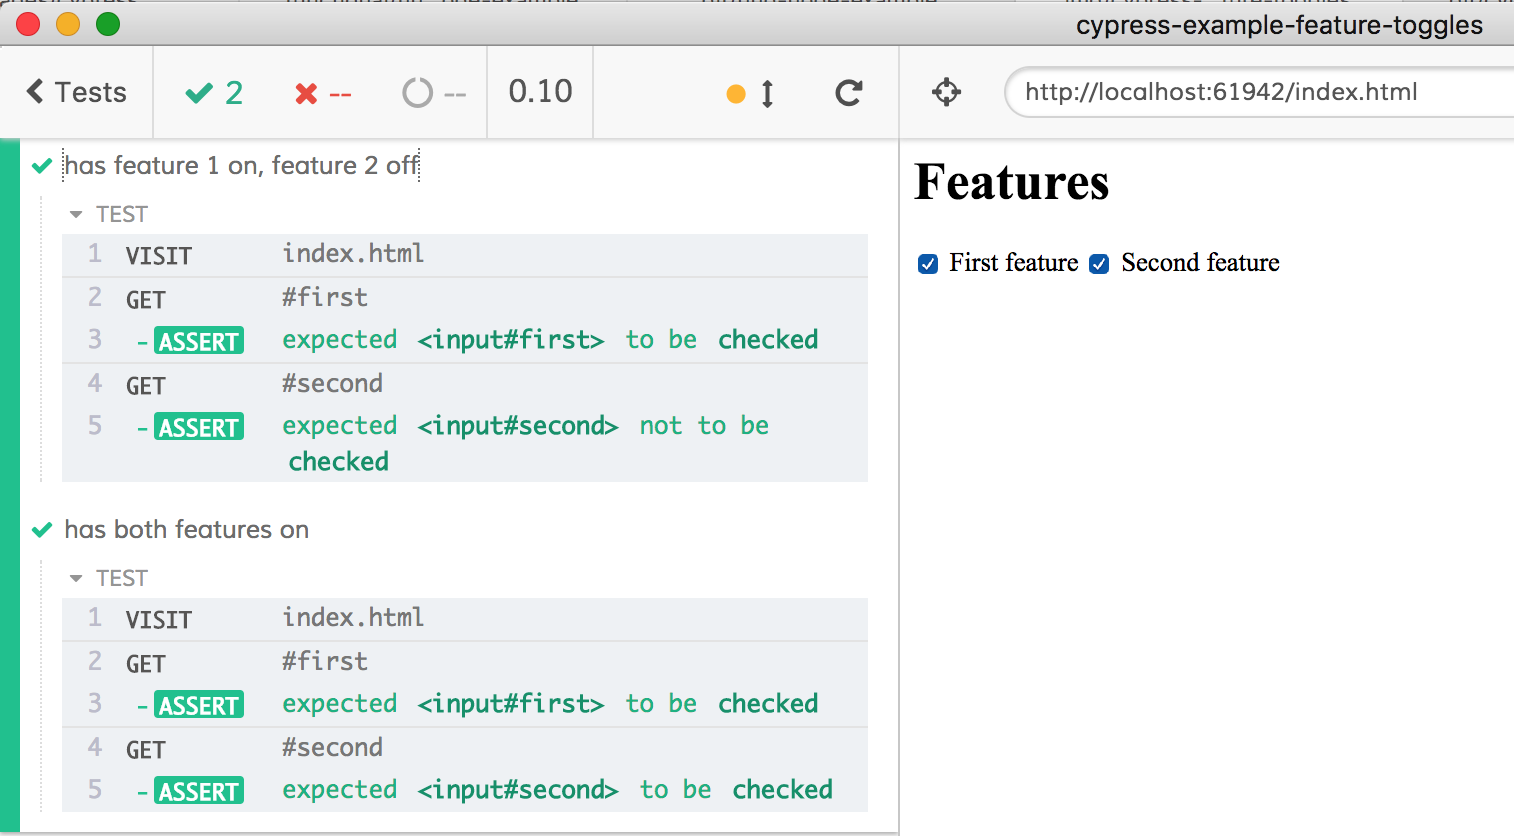 cypress-example-feature-toggles
Tests 2 -- -- 0.10 http://localhost:61942/index.html
has feature 1 on, feature 2 off
TEST
1 VISIT index.html
2 GET #first
3 -ASSERT expected <input#first> to be checked
4 GET #second
5 -ASSERT expected <input#second> not to be
checked
has both features on
TEST
1 VISIT index.html
2 GET #first
3 -ASSERT expected <input#first> to be checked
4 GET #second
5 -ASSERT expected <input#second> to be checked
Features
First feature Second feature